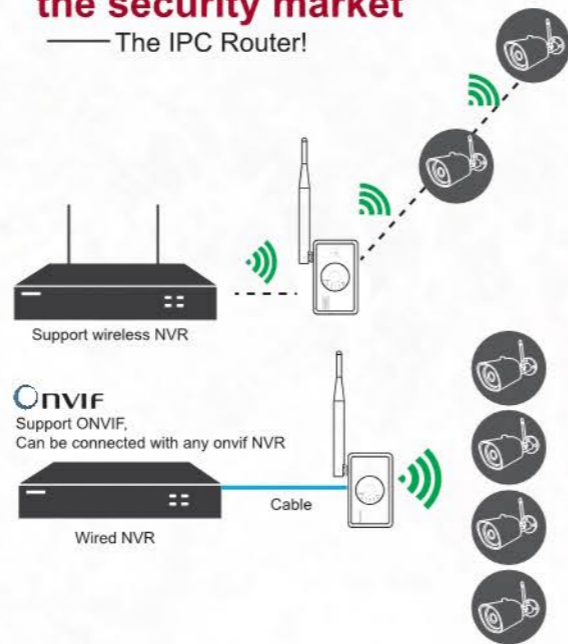 the security market
The IPC Router!
Support wireless NVR
ONVIF
Support ONVIF,
Can be connected with any onvif NVR
Cable
Wired NVR